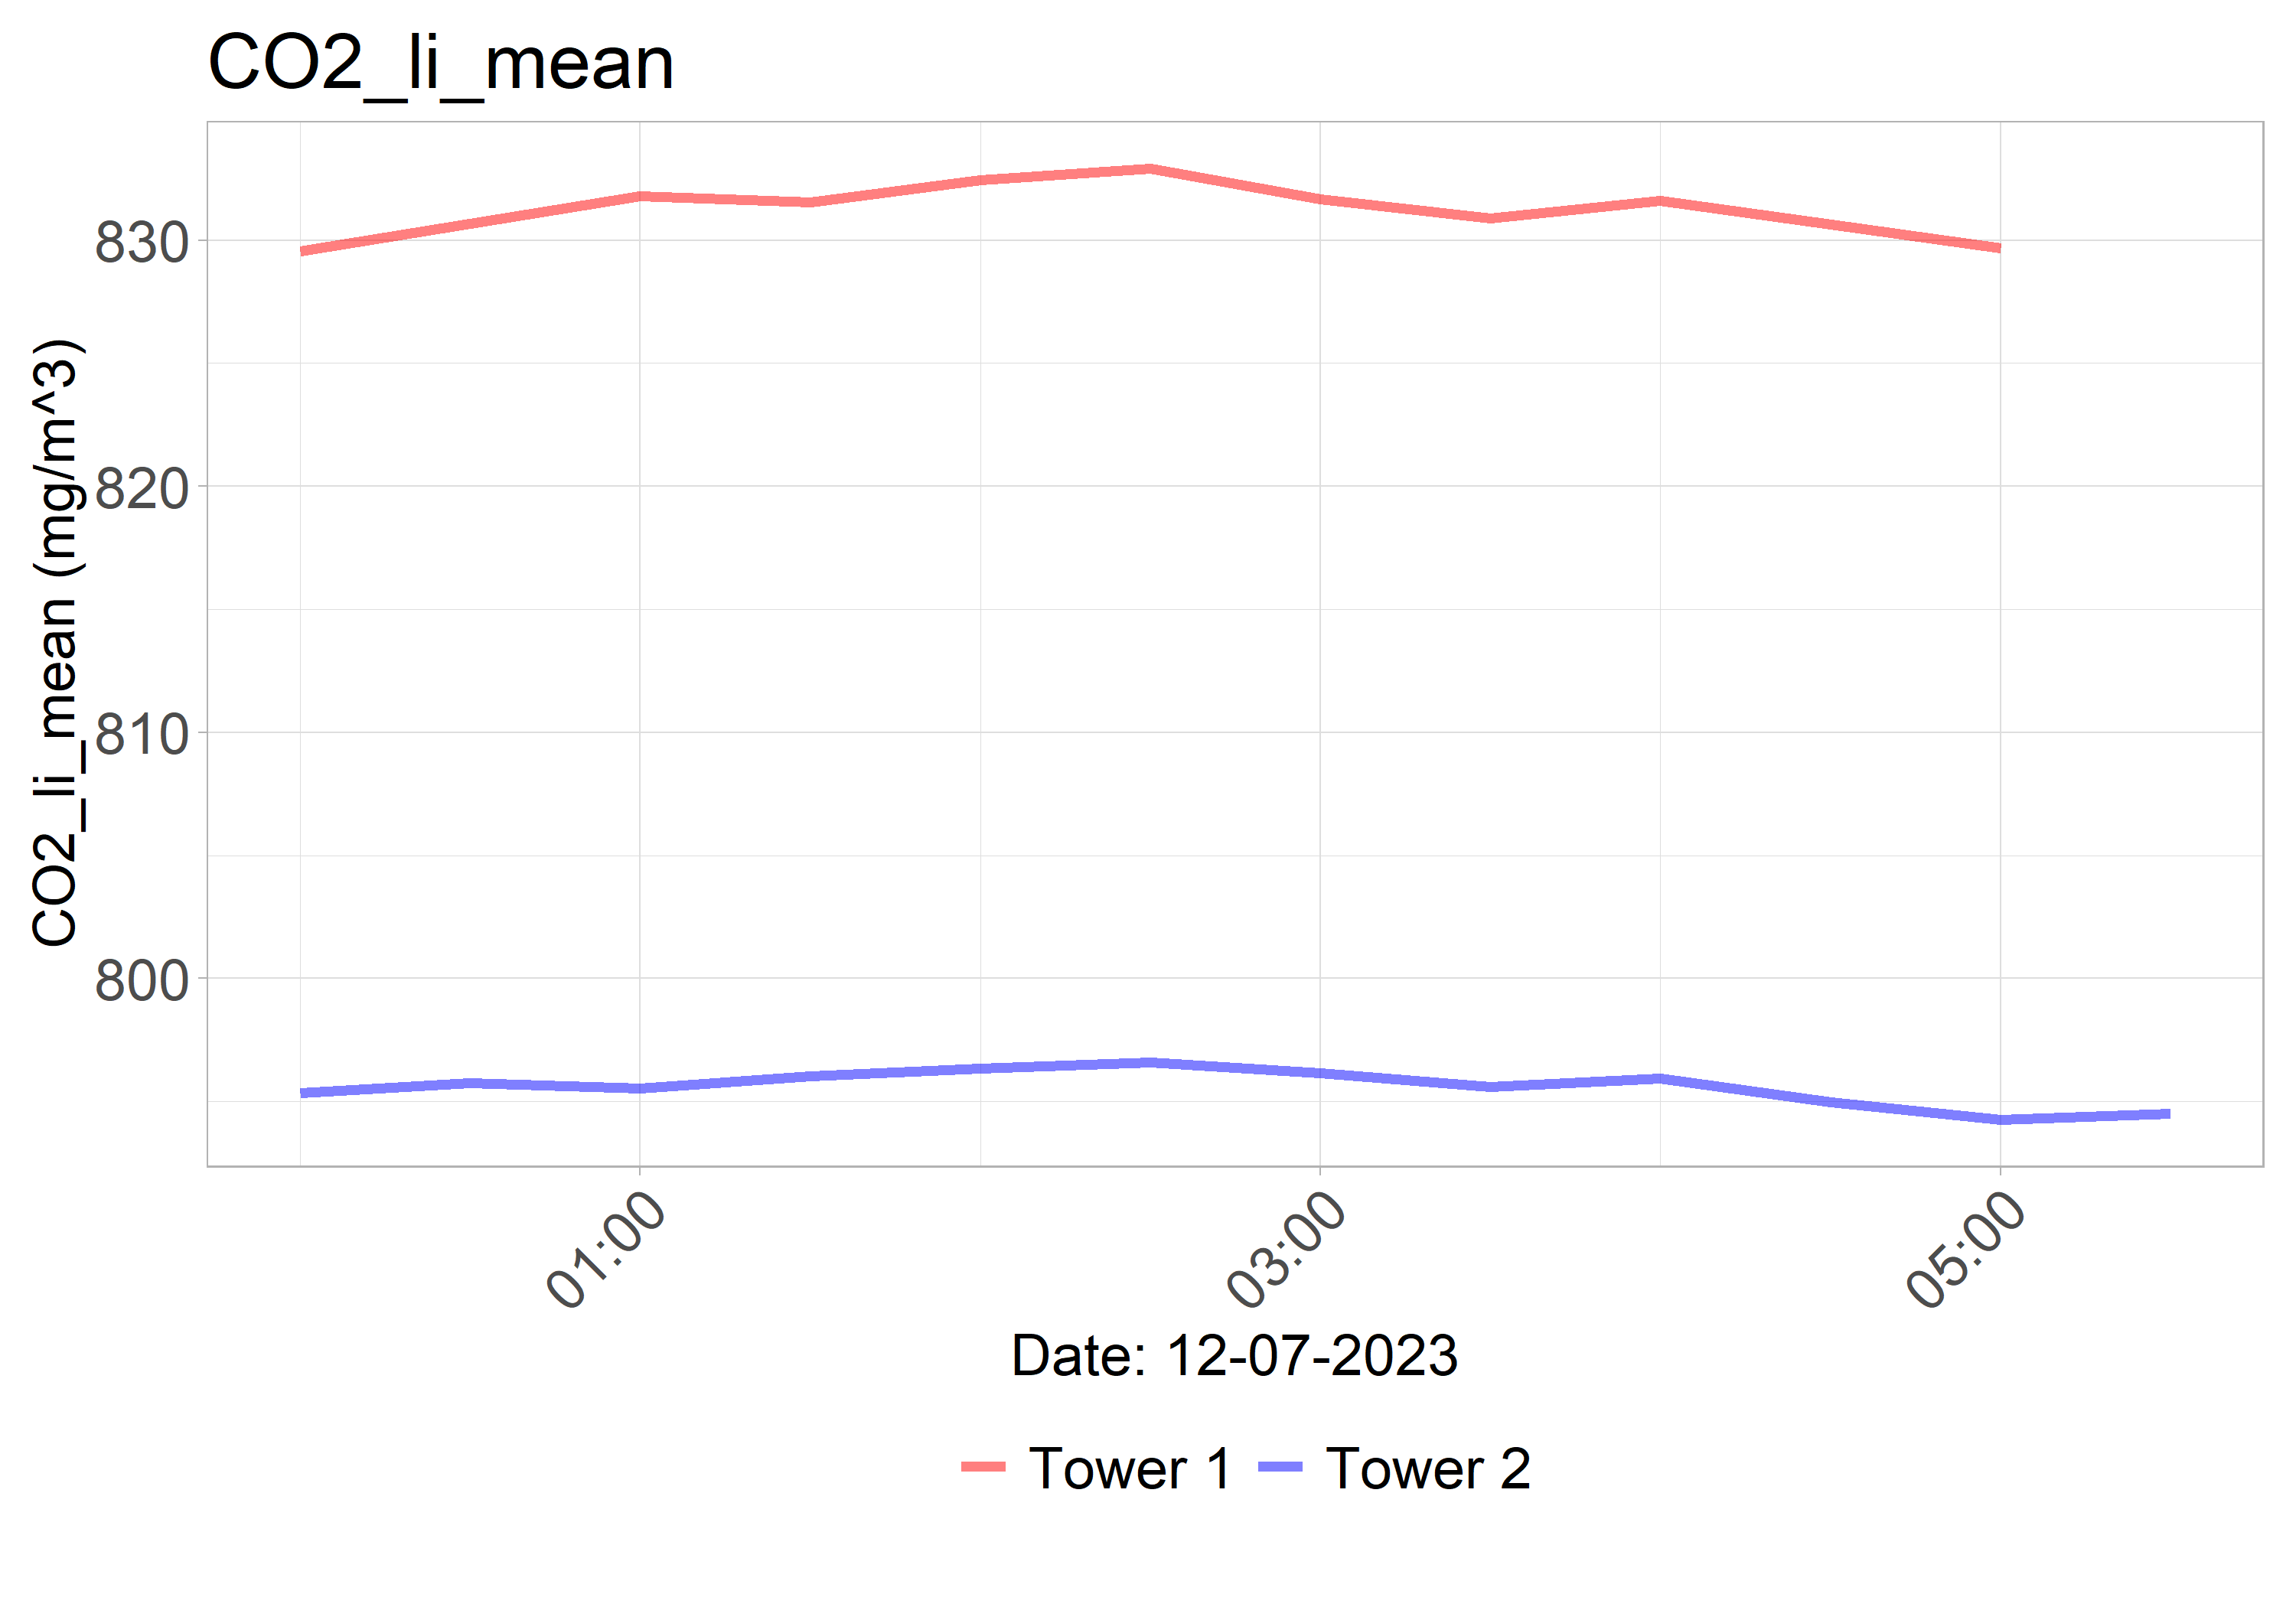 CO2_li_mean
CO2_li_mean (mg/m^3)
830
820
810
800
01:00
03:00
05:00
Date: 12-07-2023
Tower 1
Tower 2